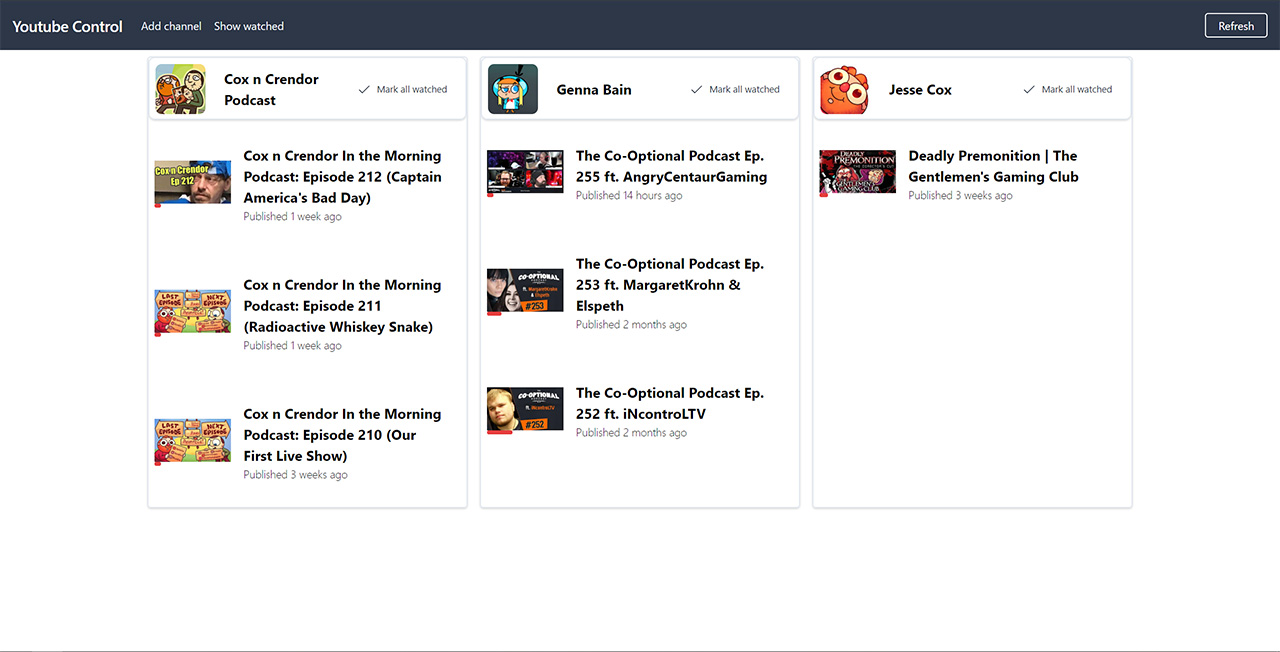 Youtube Control
Add channel
Show watched
Refresh
Cox n Crendor
Podcast
Mark all watched
Cox n Crendor
Ep 212
Cox n Crendor In the Morning
Podcast: Episode 212 (Captain
America's Bad Day)
Published 1 week ago
LAST
EPISODE
NEXT
EPISODE
Cox n Crendor In the Morning
Podcast: Episode 211
(Radioactive Whiskey Snake)
Published 1 week ago
LAST
EPISODE
NEXT
EPISODE
Cox n Crendor In the Morning
Podcast: Episode 210 (Our
First Live Show)
Published 3 weeks ago
Genna Bain
Mark all watched
The Co-Optional Podcast Ep.
255 ft. AngryCentaurGaming
Published 14 hours ago
CO-OPTIONAL
ft. MargaretKrohn
& Elspeth
#253
The Co-Optional Podcast Ep.
253 ft. MargaretKrohn &
Elspeth
Published 2 months ago
CO-OPTIONAL
ft. iNcontroLTV
#252
The Co-Optional Podcast Ep.
252 ft. iNcontroLTV
Published 2 months ago
Jesse Cox
Mark all watched
DEADLY
PREMONITION
THE DIRECTOR'S CUT
GENTLEMEN
GAMING CLUB
Deadly Premonition | The
Gentlemen's Gaming Club
Published 3 weeks ago